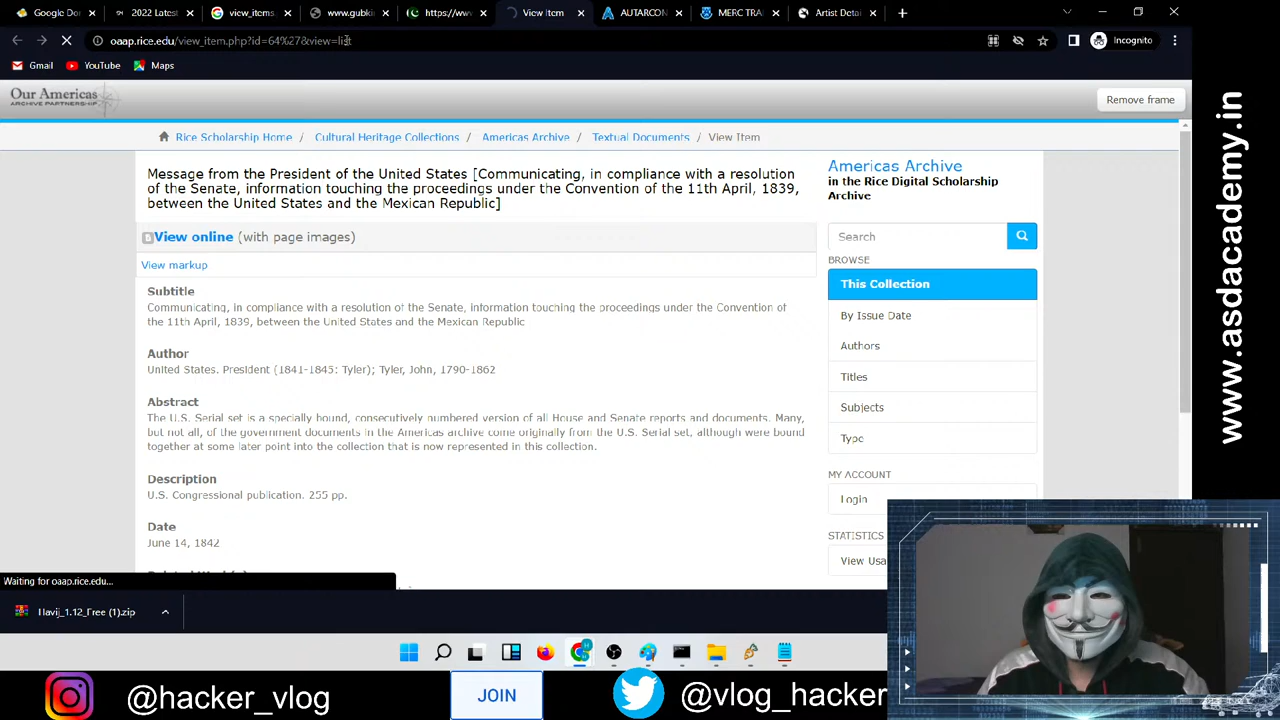 Google Dor
2022 Latest
view_items
www.gubkin
https://www
View Item
AUTARCON
MERC TRA
Artist Detai
oaap.rice.edu/view_item.php?id=64%27&view=list
Incognito
Gmail
YouTube
Maps
Our Americas
ARCHIVE PARTNERSHIP
Remove frame
Rice Scholarship Home / Cultural Heritage Collections / Americas Archive / Textual Documents / View Item
Message from the President of the United States [Communicating, in compliance with a resolution
of the Senate, information touching the proceedings under the Convention of the 11th April, 1839,
between the United States and the Mexican Republic]
View online (with page images)
View markup
Subtitle
Communicating, in compliance with a resolution of the Senate, information touching the proceedings under the Convention of
the 11th April, 1839, between the United States and the Mexican Republic
Author
United States. President (1841-1845: Tyler); Tyler, John, 1790-1862
Abstract
The U.S. Serial set is a specially hound, consecutively numbered version of all House and Senate reports and documents. Many,
but not all, of the government documents in the Americas archive come originally from the U.S. Serial set, although were bound
together at some later point into the collection that is now represented in this collection.
Description
U.S. Congressional publication. 255 pp.
Date
June 14, 1842
Americas Archive
in the Rice Digital Scholarship
Archive
Search
BROWSE
This Collection
By Issue Date
Authors
Titles
Subjects
Type
MY ACCOUNT
Login
STATISTICS
View Usa
Waiting for oaap.rice.edu...
Havij_1.12_Free (1).zip
@hacker_vlog
JOIN
@vlog_hacker
www.asdacademy.in